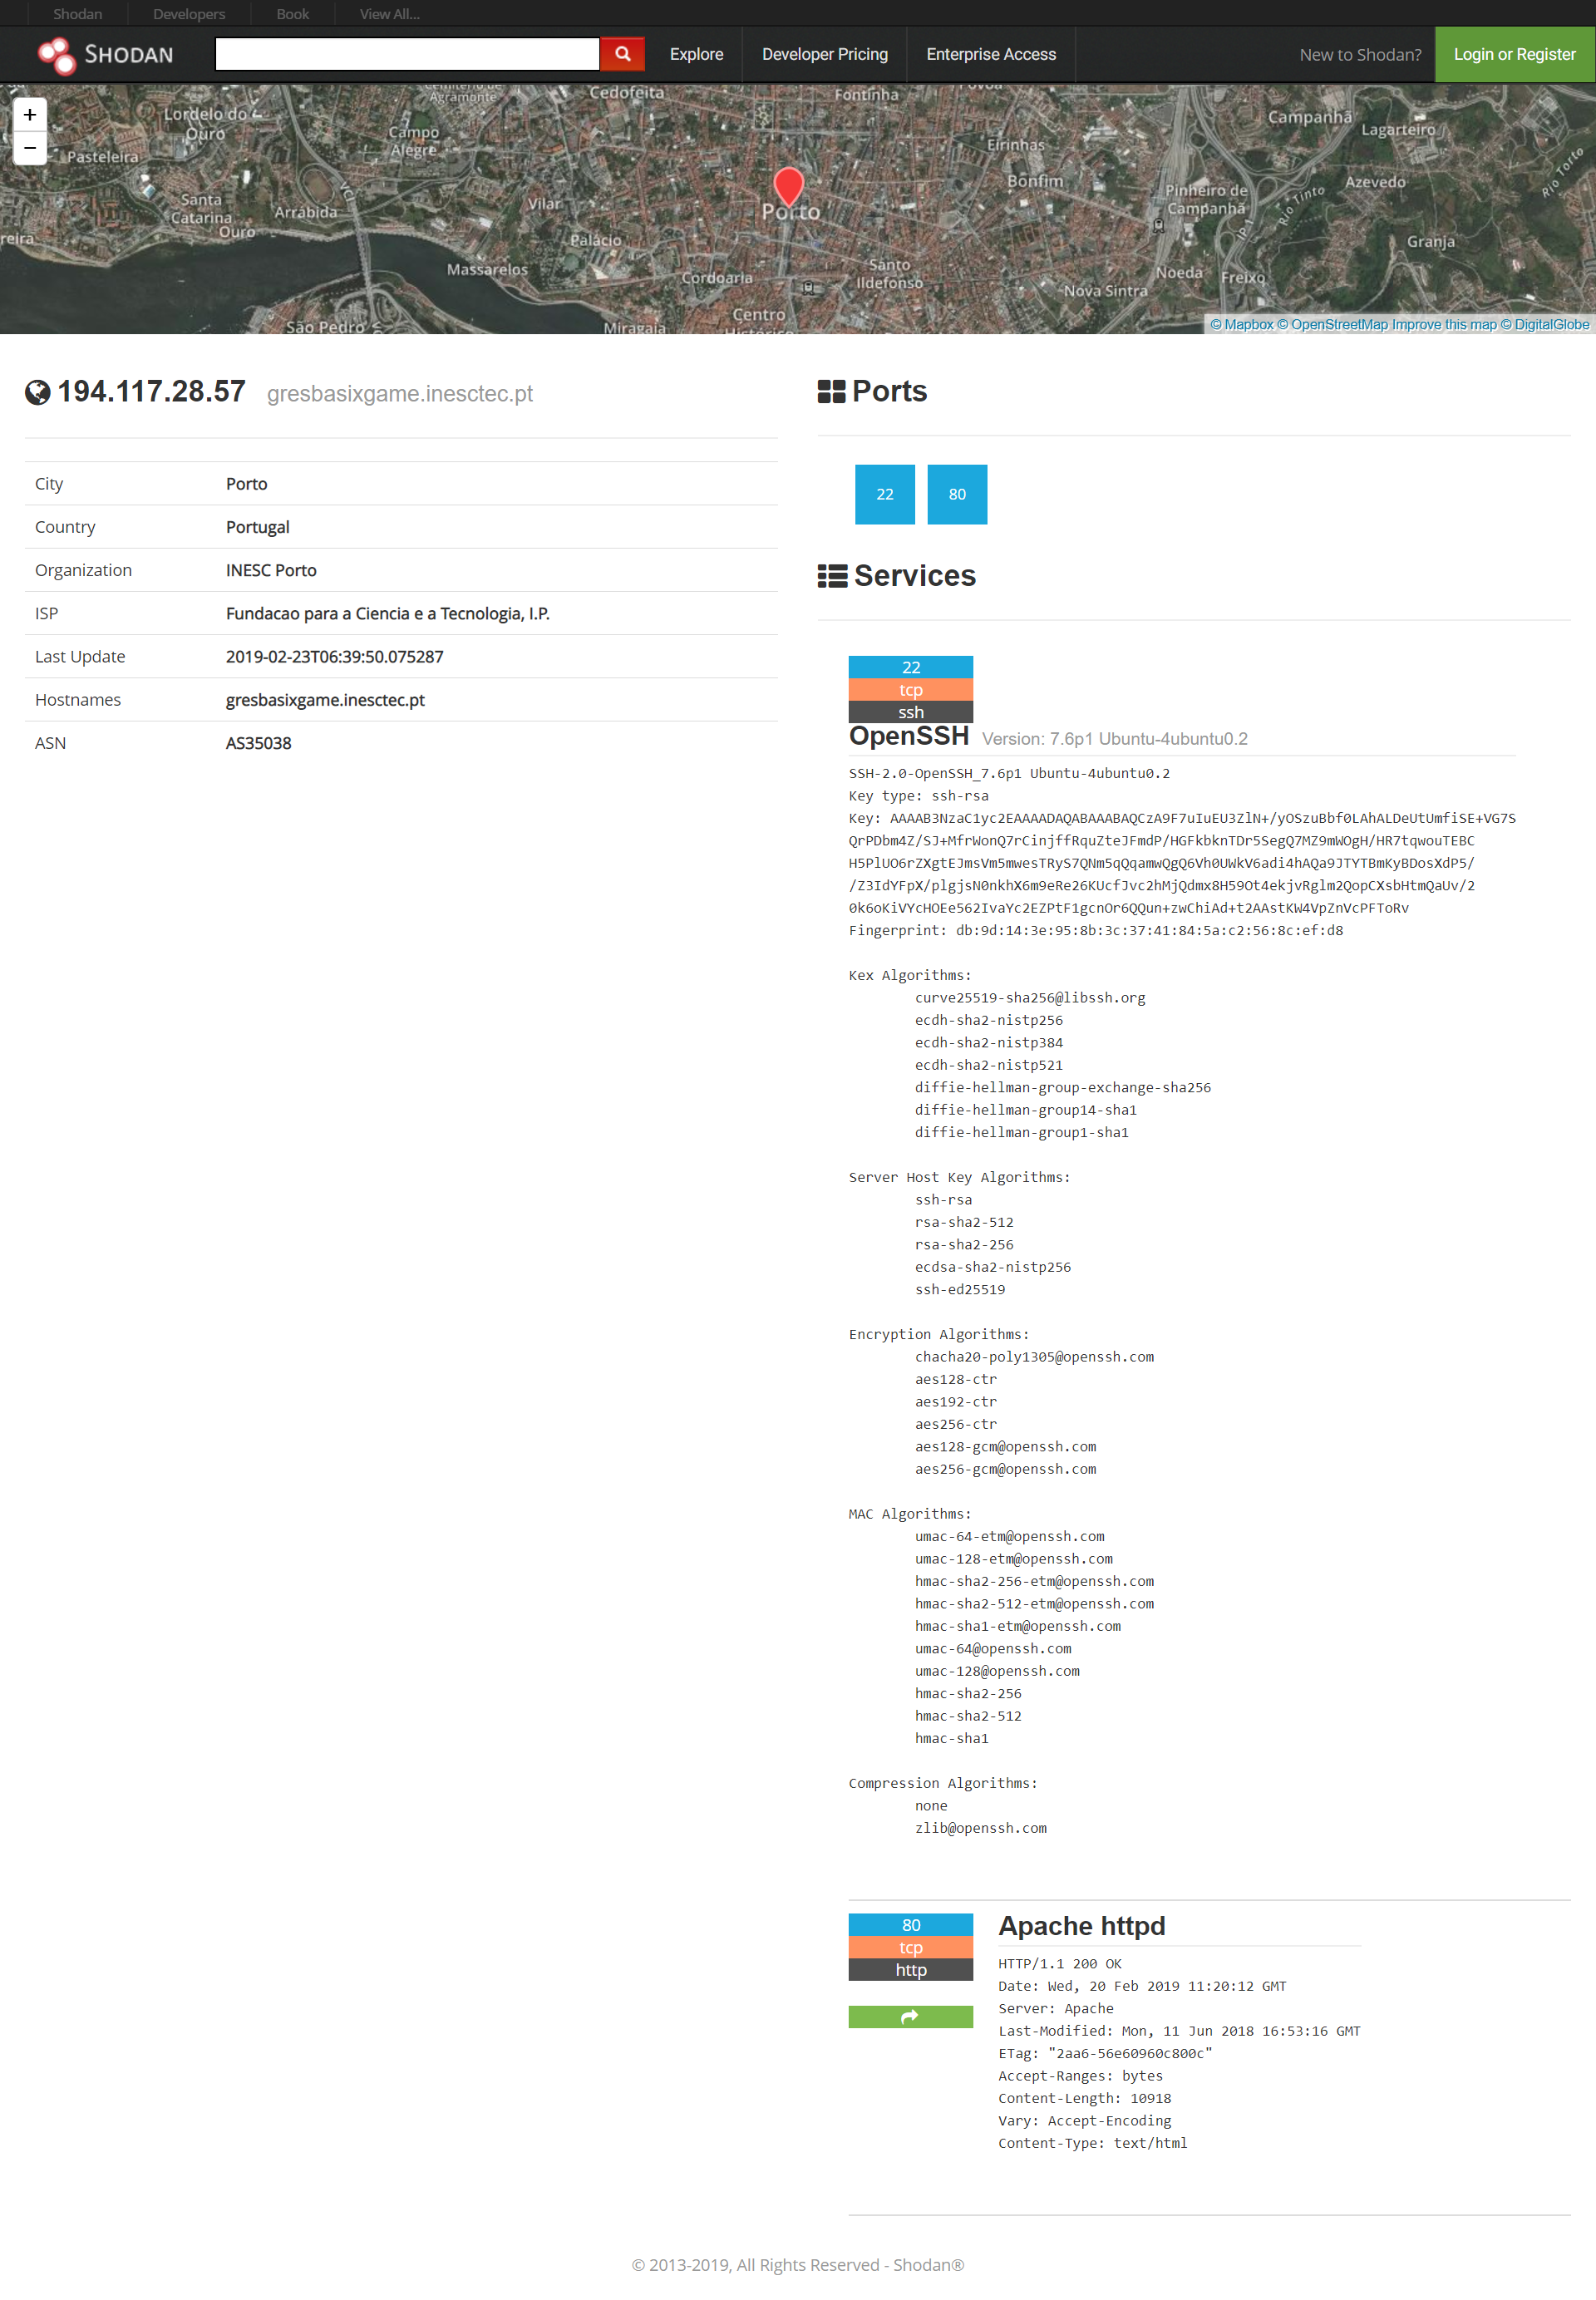 Shodan
Developers
Book
View All...
SHODAN
Explore
Developer Pricing
Enterprise Access
New to Shodan?
Login or Register
+
−
Lordelo do
Ouro
Pasteleira
Campo
Alegre
Agramonte
Cedofeita
Fontinha
Eirinhas
Bonfim
Campanhã
Lagarteiro
Azevedo
Rio Torto
Rio Tinto
Pinheiro de
Campanhã
Santa
Catarina
Ouro
Arrábida
VCI
Vilar
Porto
Palácio
Massarelos
Cordoaria
Santo
Ildefonso
IP 1
Granja
Noeda
Freixo
Nova Sintra
São Pedro
Miragaia
Centro
Histórico
© Mapbox © OpenStreetMap Improve this map © DigitalGlobe
194.117.28.57 gresbasixgame.inesctec.pt
City Porto
Country Portugal
Organization INESC Porto
ISP Fundacao para a Ciencia e a Tecnologia, I.P.
Last Update 2019-02-23T06:39:50.075287
Hostnames gresbasixgame.inesctec.pt
ASN AS35038
Ports
22
80
Services
22
tcp
ssh
OpenSSH Version: 7.6p1 Ubuntu-4ubuntu0.2
SSH-2.0-OpenSSH_7.6p1 Ubuntu-4ubuntu0.2
Key type: ssh-rsa
Key: AAAAB3NzaC1yc2EAAAADAQABAAABAQCzA9F7uIuEU3ZlN+/yOSzuBbf0LAhALDeUtUmfiSE+VG7S
QrPDbm4Z/SJ+MfrWonQ7rCinjffRquZteJFmdP/HGFkbknTDr5SegQ7MZ9mWOgH/HR7tqwouTEBC
H5PlUO6rZXgtEJmsVm5mwesTRyS7QNm5qQqamwQgQ6Vh0UWkV6adi4hAQa9JTYTBmKyBDosXdP5/
/Z3IdYFpX/plgjsN0nkhX6m9eRe26KUcfJvc2hMjQdmx8H59Ot4ekjvRglm2QopCXsbHtmQaUv/2
0k6oKiVYcHOEe562IvaYc2EZPtF1gcnOr6QQun+zwChiAd+t2AAstKW4VpZnVcPFToRv
Fingerprint: db:9d:14:3e:95:8b:3c:37:41:84:5a:c2:56:8c:ef:d8
Kex Algorithms:
curve25519-sha256@libssh.org
ecdh-sha2-nistp256
ecdh-sha2-nistp384
ecdh-sha2-nistp521
diffie-hellman-group-exchange-sha256
diffie-hellman-group14-sha1
diffie-hellman-group1-sha1
Server Host Key Algorithms:
ssh-rsa
rsa-sha2-512
rsa-sha2-256
ecdsa-sha2-nistp256
ssh-ed25519
Encryption Algorithms:
chacha20-poly1305@openssh.com
aes128-ctr
aes192-ctr
aes256-ctr
aes128-gcm@openssh.com
aes256-gcm@openssh.com
MAC Algorithms:
umac-64-etm@openssh.com
umac-128-etm@openssh.com
hmac-sha2-256-etm@openssh.com
hmac-sha2-512-etm@openssh.com
hmac-sha1-etm@openssh.com
umac-64@openssh.com
umac-128@openssh.com
hmac-sha2-256
hmac-sha2-512
hmac-sha1
Compression Algorithms:
none
zlib@openssh.com
80
tcp
http
Apache httpd
HTTP/1.1 200 OK
Date: Wed, 20 Feb 2019 11:20:12 GMT
Server: Apache
Last-Modified: Mon, 11 Jun 2018 16:53:16 GMT
ETag: "2aa6-56e60960c800c"
Accept-Ranges: bytes
Content-Length: 10918
Vary: Accept-Encoding
Content-Type: text/html
© 2013-2019, All Rights Reserved - Shodan®